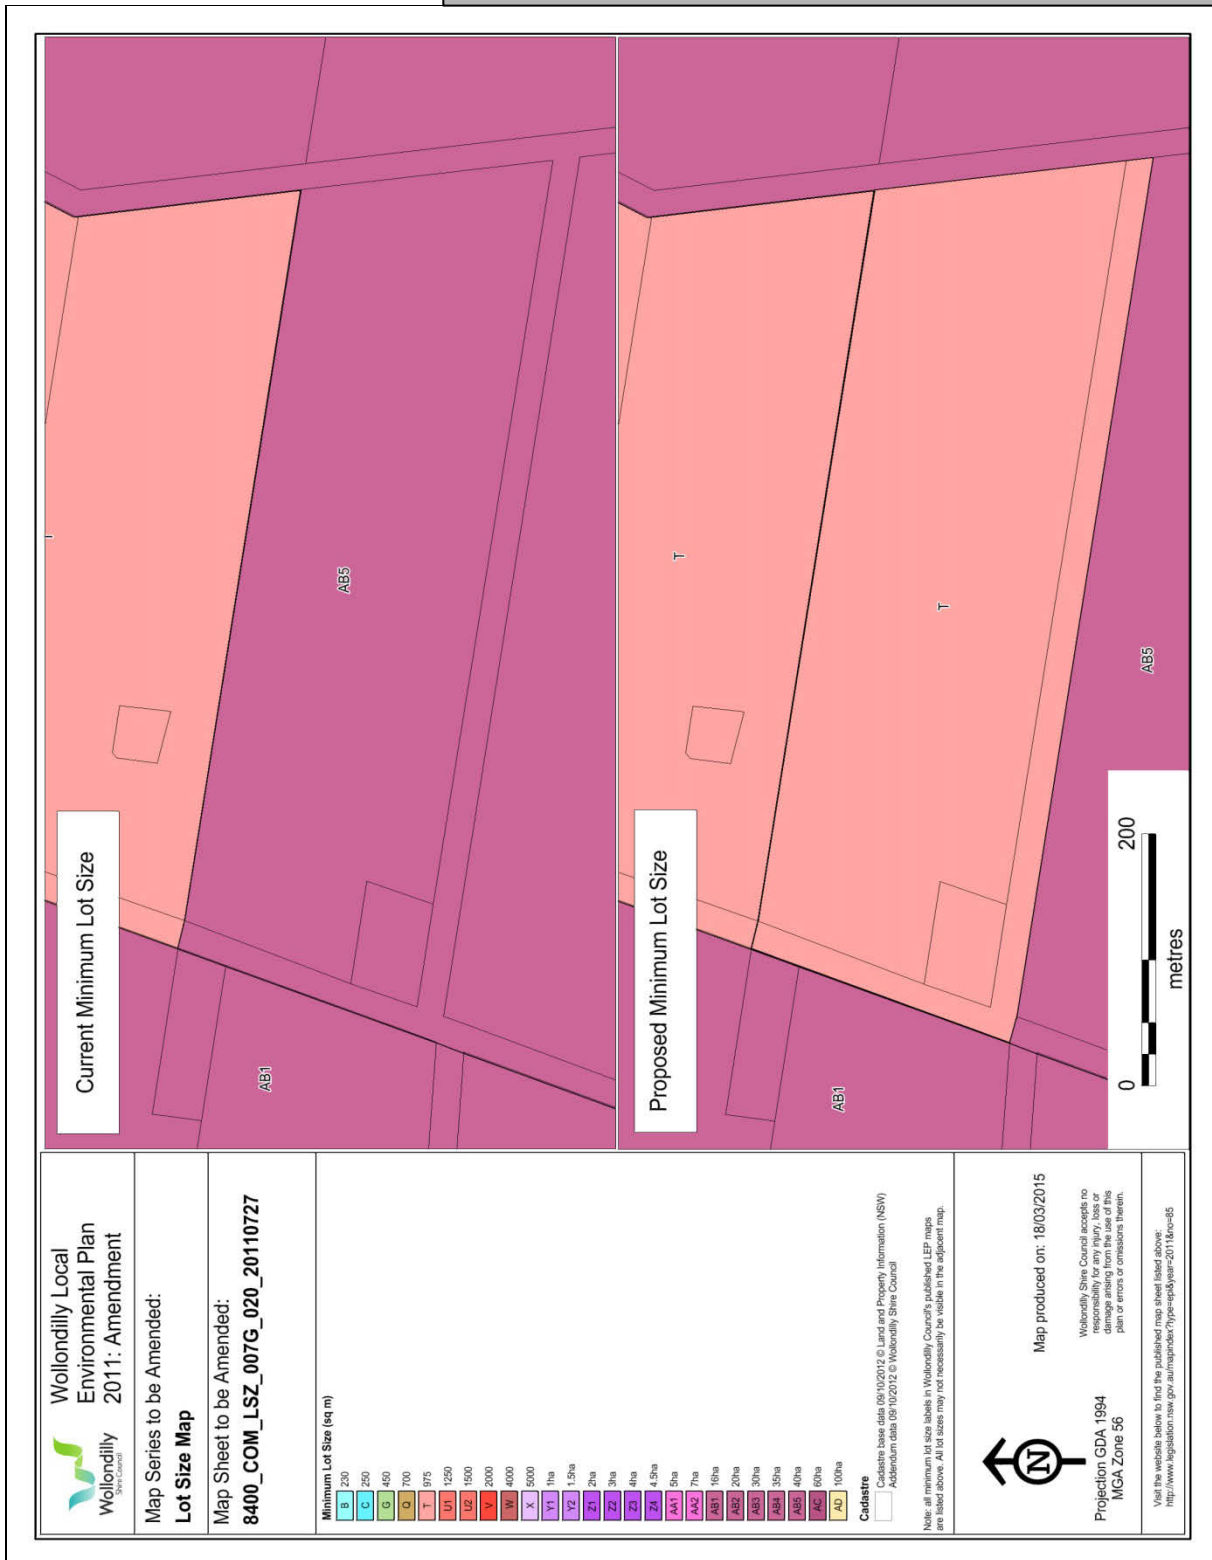 Wollondilly
Shire Council
Wollondilly Local
Environmental Plan
2011: Amendment
Map Series to be Amended:
Lot Size Map
Map Sheet to be Amended:
8400_COM_LSZ_007G_020_20110727
Minimum Lot Size (sq m)
B 230
C 250
G 450
Q 700
T 975
U1 1250
U2 1500
V 2000
W 4000
X 5000
Y1 1ha
Y2 1.5ha
Z1 2ha
Z2 3ha
Z3 4ha
Z4 4.5ha
AA1 5ha
AA2 7ha
AB1 16ha
AB2 20ha
AB3 30ha
AB4 35ha
AB5 40ha
AC 60ha
AD 100ha
Cadastre
Cadastre base data 09/10/2012 © Land and Property Information (NSW)
Addendum data 09/10/2012 © Wollondilly Shire Council
Note: all minimum lot size labels in Wollondilly Council's published LEP maps
are listed above. All lot sizes may not necessarily be visible in the adjacent map.
N
Projection GDA 1994
MGA Zone 56
Map produced on: 18/03/2015
Wollondilly Shire Council accepts no
responsibility for any injury, loss or
damage arising from the use of this
plan or errors or omissions therein.
Visit the website below to find the published map sheet listed above:
http://www.legislation.nsw.gov.au/mapindex?type=epi&year=2011&no=85
Current Minimum Lot Size
T
AB5
AB1
Proposed Minimum Lot Size
T
T
AB5
AB1
0 200
metres